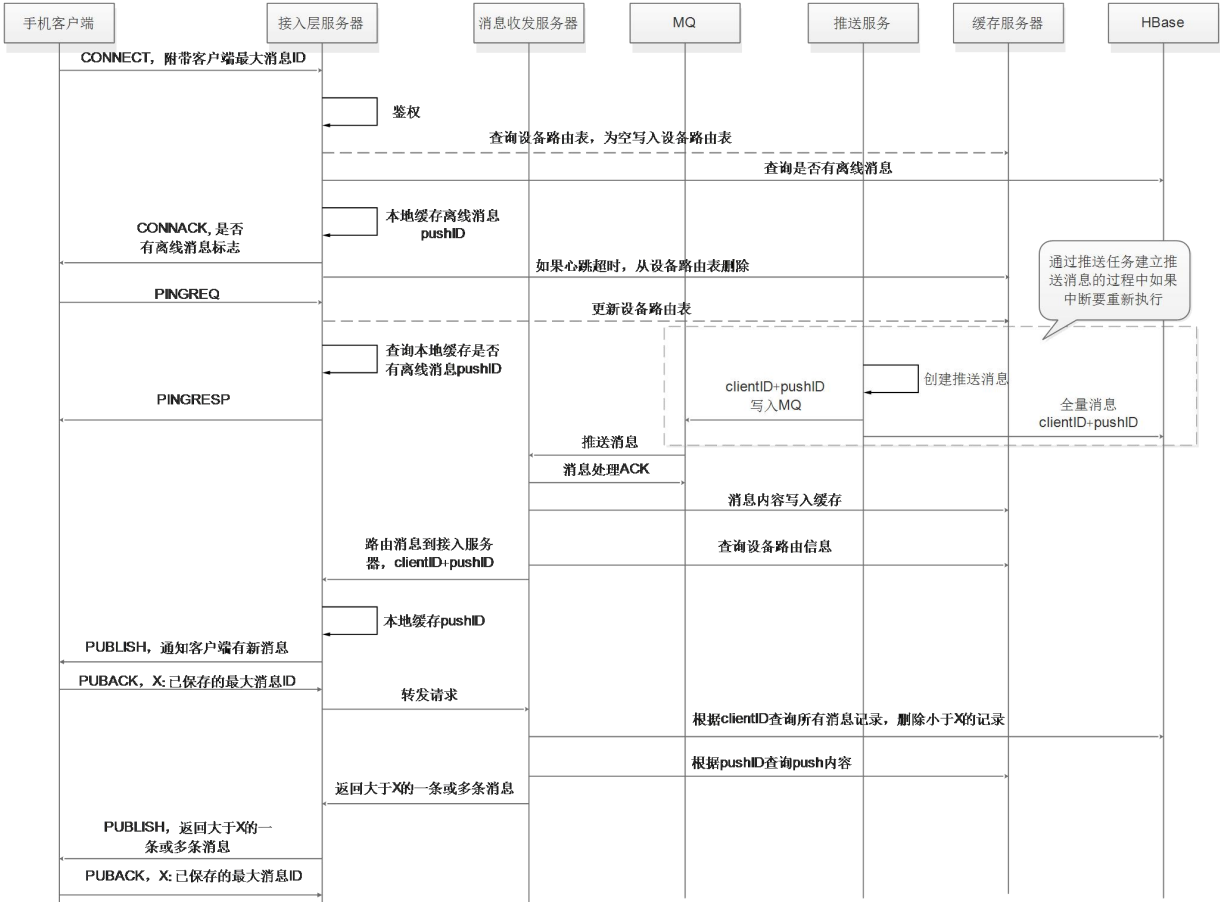 手机客户端
接入层服务器
消息收发服务器
MQ
推送服务
缓存服务器
HBase
CONNECT，附带客户端最大消息ID
鉴权
查询设备路由表，为空写入设备路由表
查询是否有离线消息
本地缓存离线消息
pushID
CONNACK, 是否
有离线消息标志
如果心跳超时，从设备路由表删除
通过推送任务建立推
送消息的过程中如果
中断要重新执行
PINGREQ
更新设备路由表
查询本地缓存是否
有离线消息pushID
创建推送消息
clientID+pushID
写入MQ
PINGRESP
全量消息
clientID+pushID
推送消息
消息处理ACK
消息内容写入缓存
路由消息到接入服务
器，clientID+pushID
查询设备路由信息
本地缓存pushID
PUBLISH，通知客户端有新消息
PUBACK，X: 已保存的最大消息ID
转发请求
根据clientID查询所有消息记录，删除小于X的记录
根据pushID查询push内容
返回大于X的一条或多条消息
PUBLISH，返回大于X的一
条或多条消息
PUBACK，X: 已保存的最大消息ID